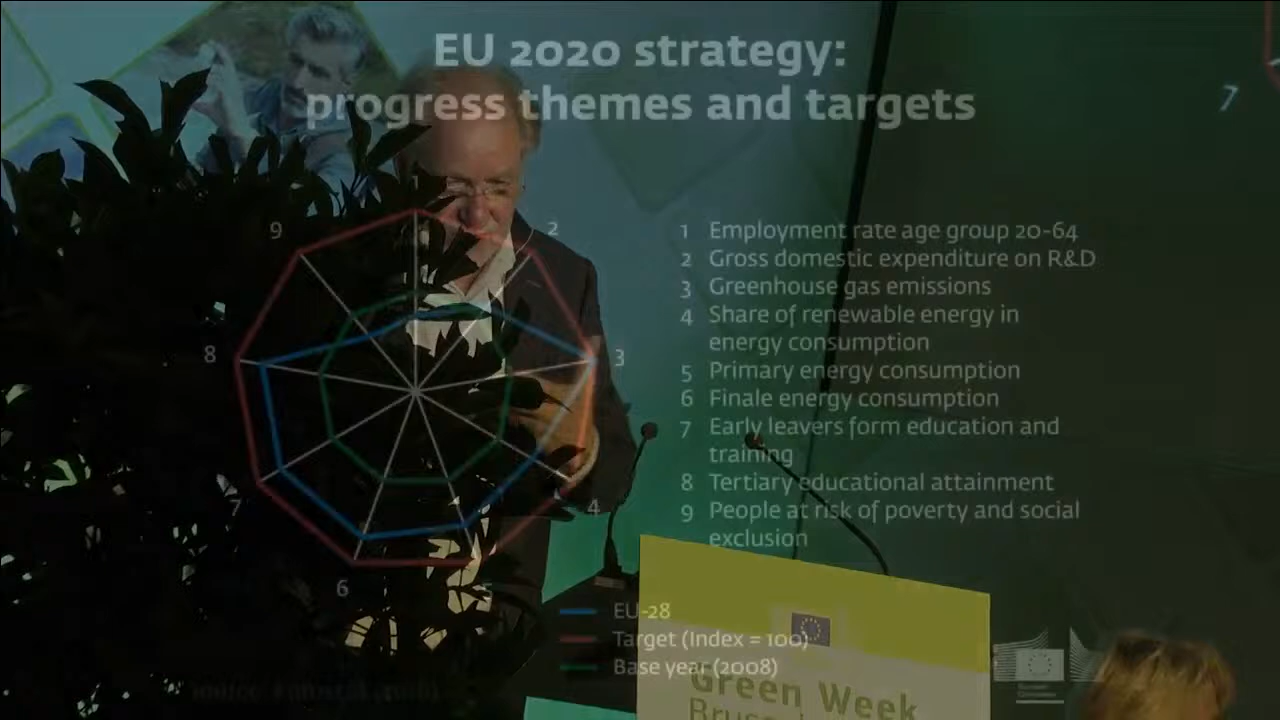 EU 2020 strategy:
progress themes and targets
7
9
2
8
3
7
4
6
1 Employment rate age group 20-64
2 Gross domestic expenditure on R&D
3 Greenhouse gas emissions
4 Share of renewable energy in
energy consumption
5 Primary energy consumption
6 Finale energy consumption
7 Early leavers form education and
training
8 Tertiary educational attainment
9 People at risk of poverty and social
exclusion
EU-28
Target (Index = 100)
Base year (2008)
Green Week